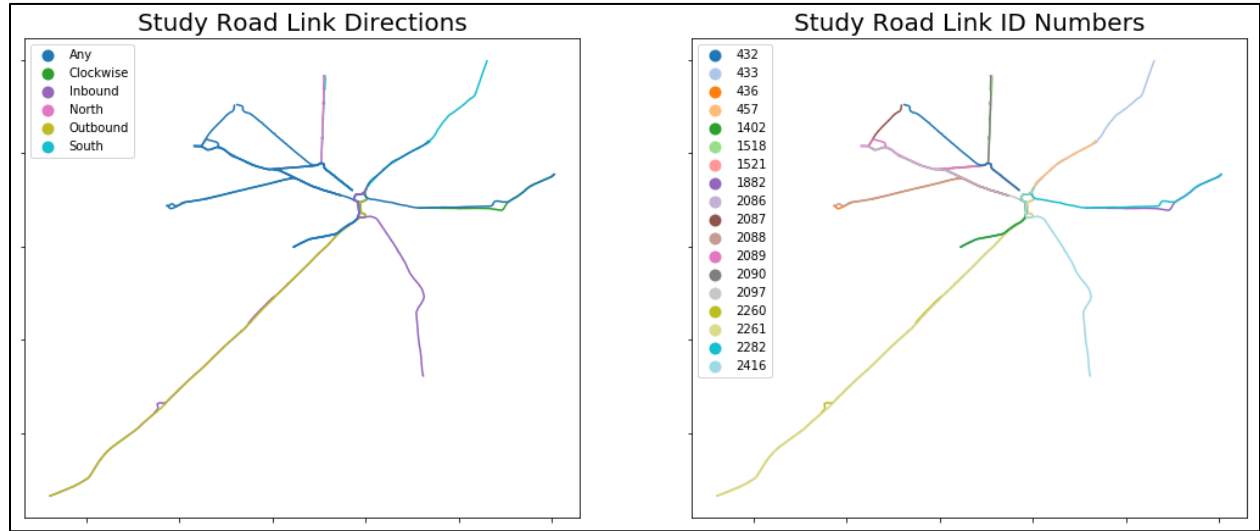 Study Road Link Directions
Any
Clockwise
Inbound
North
Outbound
South
Study Road Link ID Numbers
432
433
436
457
1402
1518
1521
1882
2086
2087
2088
2089
2090
2097
2260
2261
2282
2416